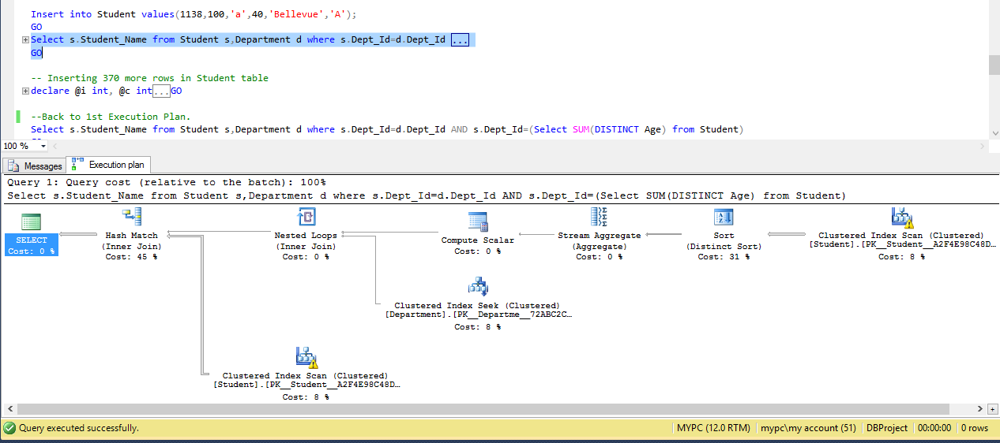 Insert into Student values(1138,100,'a',40,'Bellevue','A');
GO
Select s.Student_Name from Student s,Department d where s.Dept_Id=d.Dept_Id ...
GO
-- Inserting 370 more rows in Student table
declare @i int, @c int...GO
--Back to 1st Execution Plan.
Select s.Student_Name from Student s,Department d where s.Dept_Id=d.Dept_Id AND s.Dept_Id=(Select SUM(DISTINCT Age) from Student)
100 %
Messages Execution plan
Query 1: Query cost (relative to the batch): 100%
Select s.Student_Name from Student s,Department d where s.Dept_Id=d.Dept_Id AND s.Dept_Id=(Select SUM(DISTINCT Age) from Student)
SELECT
Cost: 0 %
Hash Match
(Inner Join)
Cost: 45 %
Nested Loops
(Inner Join)
Cost: 0 %
Compute Scalar
Cost: 0 %
Stream Aggregate
(Aggregate)
Cost: 0 %
Sort
(Distinct Sort)
Cost: 31 %
Clustered Index Scan (Clustered)
[Student].[PK__Student__A2F4E98C48D…
Cost: 8 %
Clustered Index Seek (Clustered)
[Department].[PK__Departme__72ABC2C…
Cost: 8 %
Clustered Index Scan (Clustered)
[Student].[PK__Student__A2F4E98C48D…
Cost: 8 %
Query executed successfully.
MYPC (12.0 RTM) mypc\my account (51) DBProject 00:00:00 0 rows